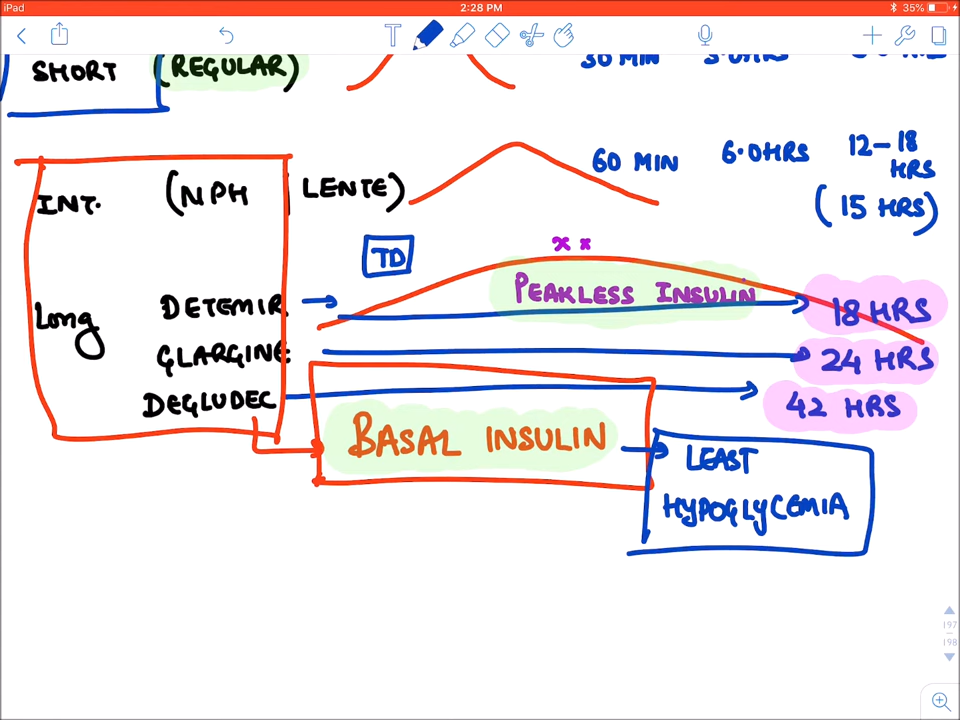 iPad 2:28 PM 35%
T
SHORT (REGULAR) 30 MIN
INT. (NPH | LENTE) 60 MIN 6.0HRS 12-18 HRS
(15 HRS)
TD
x x
PEAKLESS INSULIN
Long DETEMIR 18 HRS
GLARGINE 24 HRS
DEGLUDEC 42 HRS
BASAL INSULIN
LEAST
HYPOGLYCEMIA
197
198